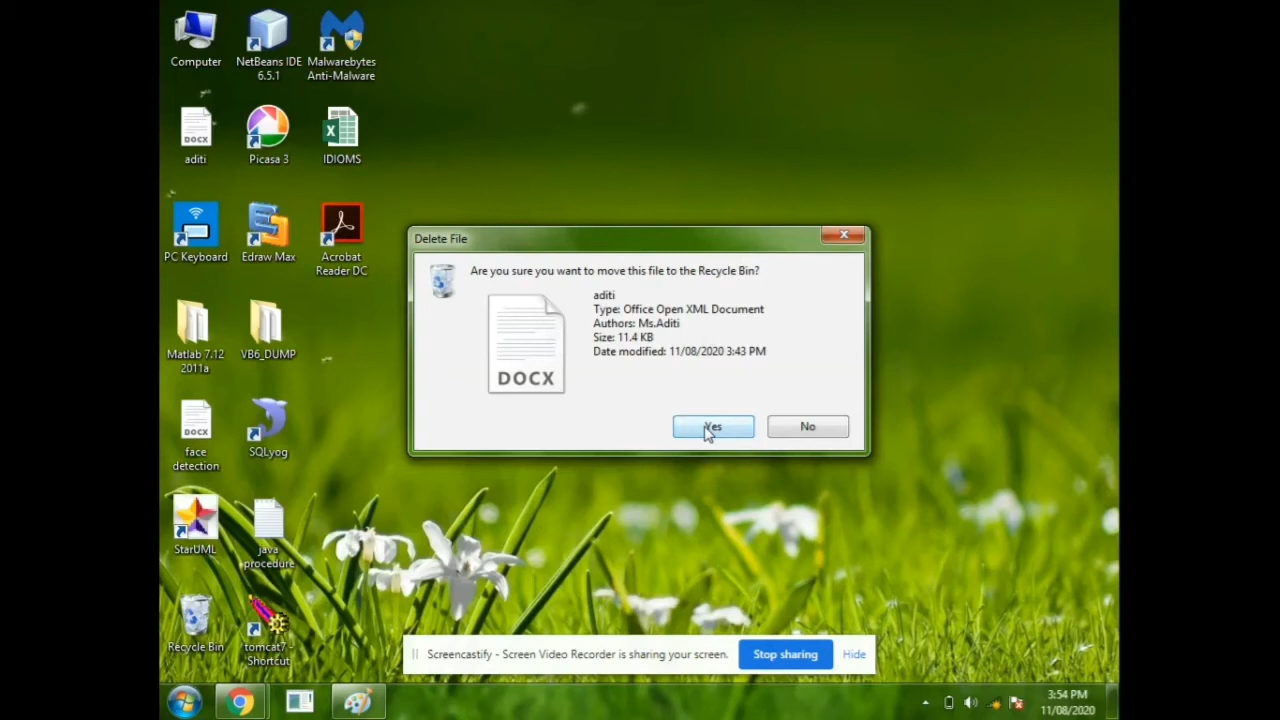 Computer
NetBeans IDE
6.5.1
Malwarebytes
Anti-Malware
DOCX
aditi
Picasa 3
IDIOMS
PC Keyboard
Edraw Max
Acrobat
Reader DC
Matlab 7.12
2011a
VB6_DUMP
DOCX
face
detection
SQLyog
StarUML
java
procedure
Recycle Bin
tomcat7 -
Shortcut
Delete File
Are you sure you want to move this file to the Recycle Bin?
DOCX
aditi
Type: Office Open XML Document
Authors: Ms.Aditi
Size: 11.4 KB
Date modified: 11/08/2020 3:43 PM
Yes
No
Screencastify - Screen Video Recorder is sharing your screen.
Stop sharing
Hide
3:54 PM
11/08/2020